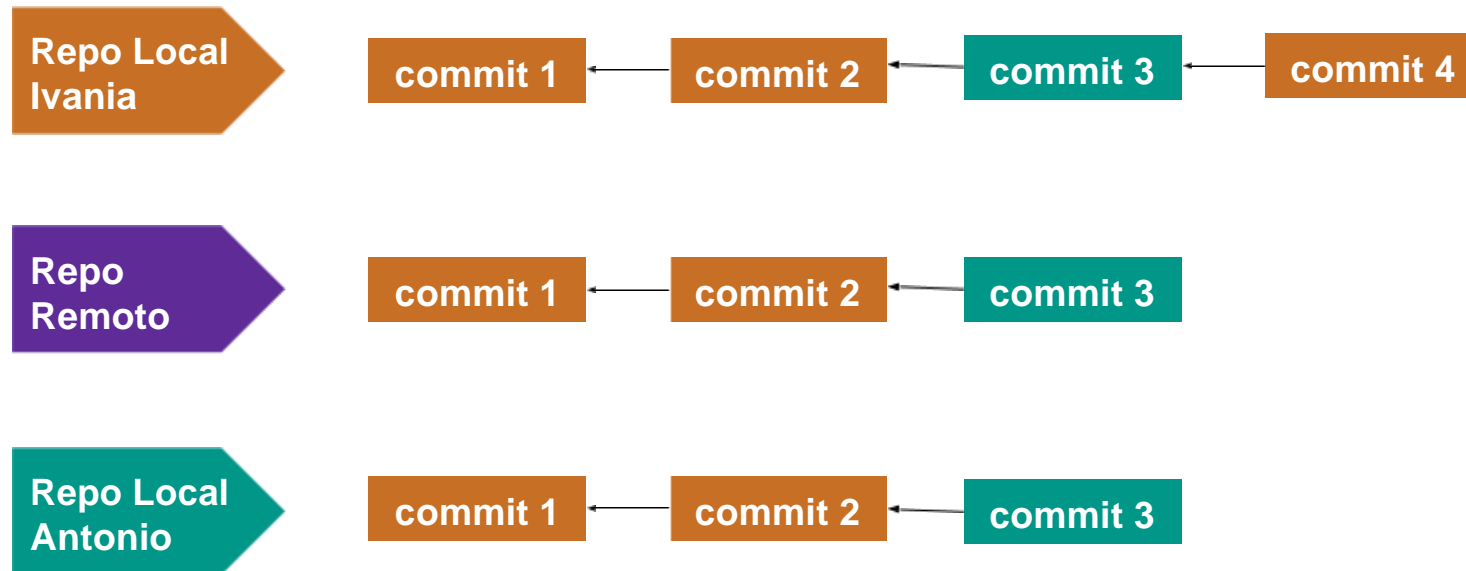 Repo Local
Ivania
commit 1
commit 2
commit 3
commit 4
Repo
Remoto
commit 1
commit 2
commit 3
Repo Local
Antonio
commit 1
commit 2
commit 3